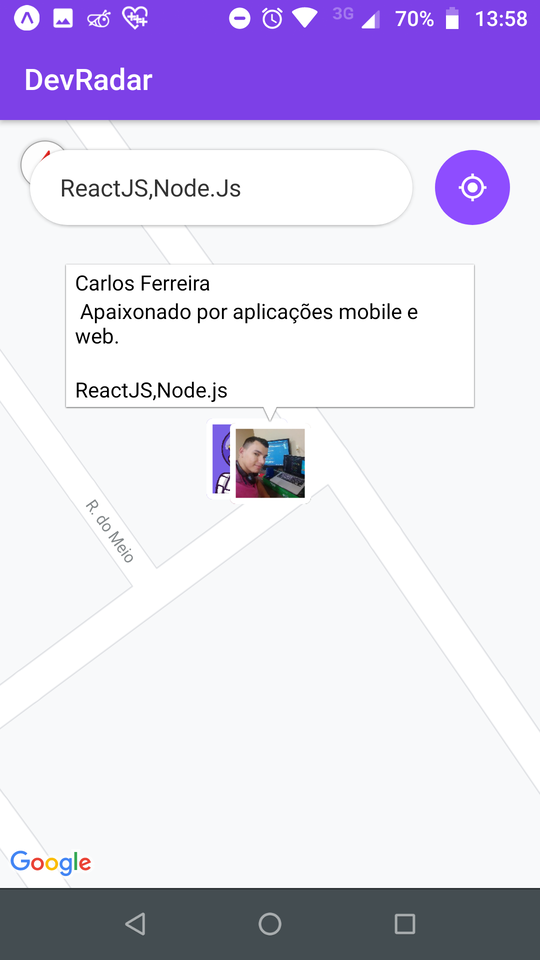 3G 70% 13:58
DevRadar
ReactJS,Node.Js
Carlos Ferreira
Apaixonado por aplicações mobile e
web.
ReactJS,Node.js
R. do Meio
Google